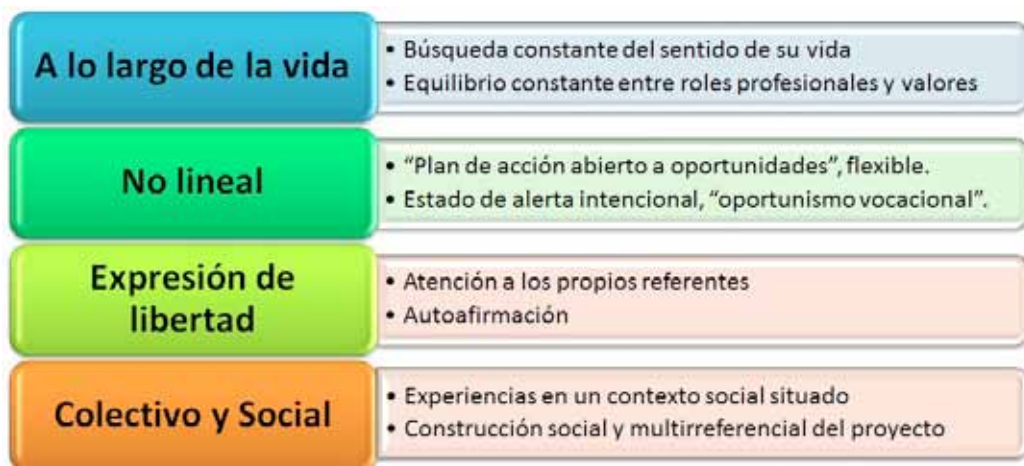 A lo largo de la vida
• Búsqueda constante del sentido de su vida
• Equilibrio constante entre roles profesionales y valores
No lineal
• “Plan de acción abierto a oportunidades”, flexible.
• Estado de alerta intencional, “oportunismo vocacional”.
Expresión de
libertad
• Atención a los propios referentes
• Autoafirmación
Colectivo y Social
• Experiencias en un contexto social situado
• Construcción social y multirreferencial del proyecto